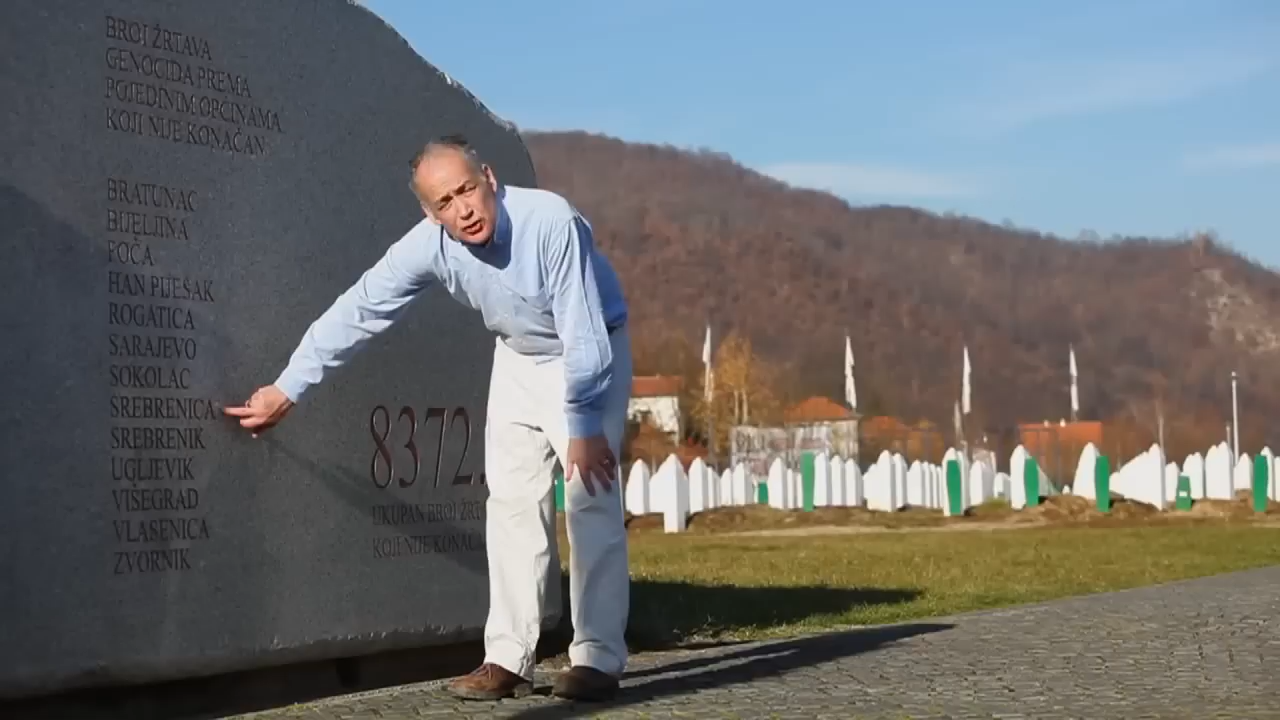 BROJ ŽRTAVA
GENOCIDA PREMA
POJEDINIM OPĆINAMA
KOJI NIJE KONAČAN
BRATUNAC
BIJELJINA
FOČA
HAN PIJESAK
ROGATICA
SARAJEVO
SOKOLAC
SREBRENICA
SREBRENIK
UGLJEVIK
VIŠEGRAD
VLASENICA
ZVORNIK
8372.
UKUPAN BROJ
KOJI NIJE